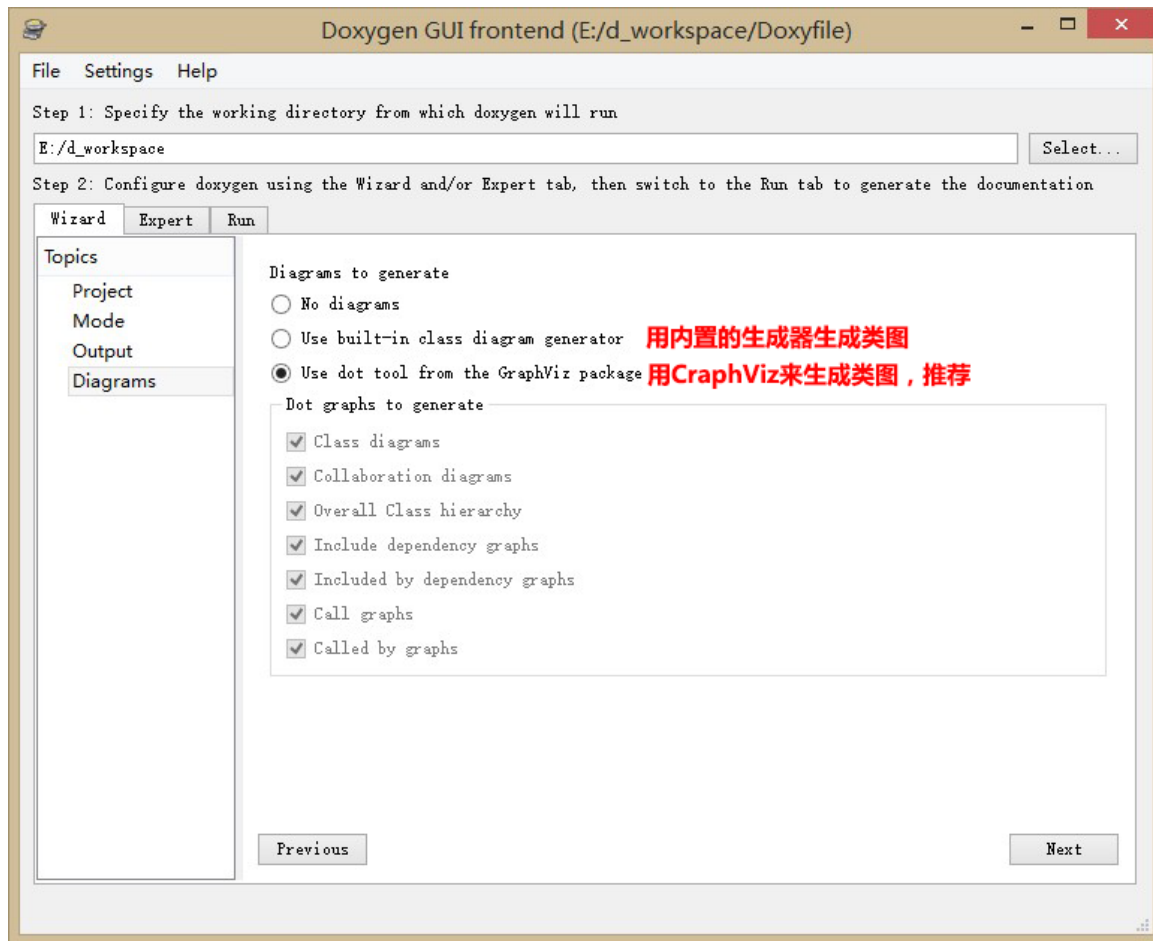 Doxygen GUI frontend (E:/d_workspace/Doxyfile)
File Settings Help
Step 1: Specify the working directory from which doxygen will run
E:/d_workspace Select...
Step 2: Configure doxygen using the Wizard and/or Expert tab, then switch to the Run tab to generate the documentation
Wizard Expert Run
Topics
Project
Mode
Output
Diagrams
Diagrams to generate
No diagrams
Use built-in class diagram generator 用内置的生成器生成类图
Use dot tool from the GraphViz package 用CraphViz来生成类图，推荐
Dot graphs to generate
Class diagrams
Collaboration diagrams
Overall Class hierarchy
Include dependency graphs
Included by dependency graphs
Call graphs
Called by graphs
Previous Next